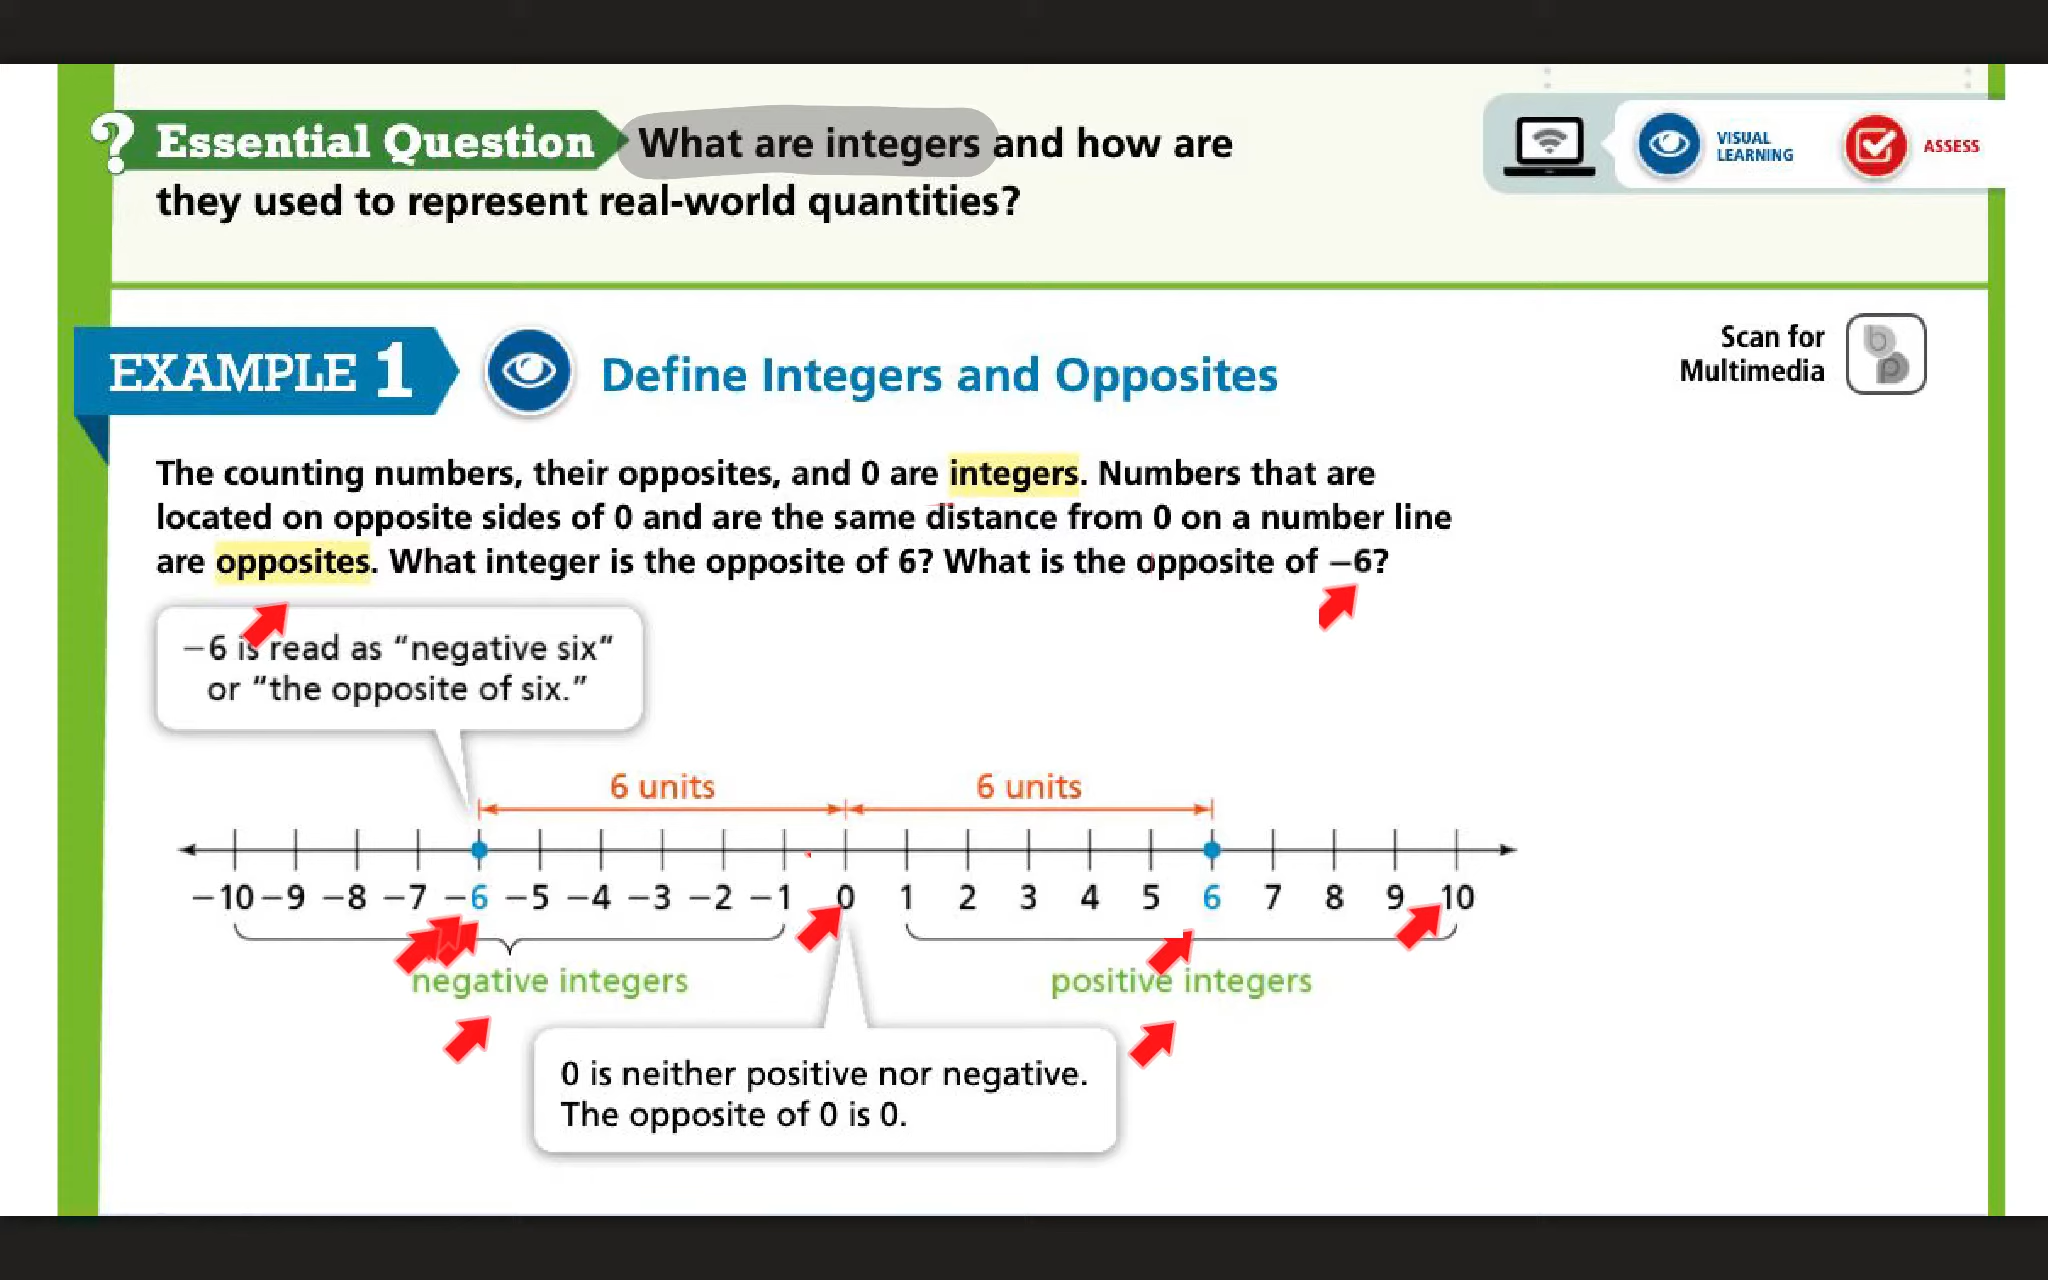 ? Essential Question What are integers and how are
they used to represent real-world quantities?
VISUAL
LEARNING
ASSESS
EXAMPLE 1 Define Integers and Opposites
Scan for
Multimedia
b
p
The counting numbers, their opposites, and 0 are integers. Numbers that are
located on opposite sides of 0 and are the same distance from 0 on a number line
are opposites. What integer is the opposite of 6? What is the opposite of −6?
−6 is read as “negative six”
or “the opposite of six.”
6 units 6 units
−10 −9 −8 −7 −6 −5 −4 −3 −2 −1 0 1 2 3 4 5 6 7 8 9 10
negative integers positive integers
0 is neither positive nor negative.
The opposite of 0 is 0.